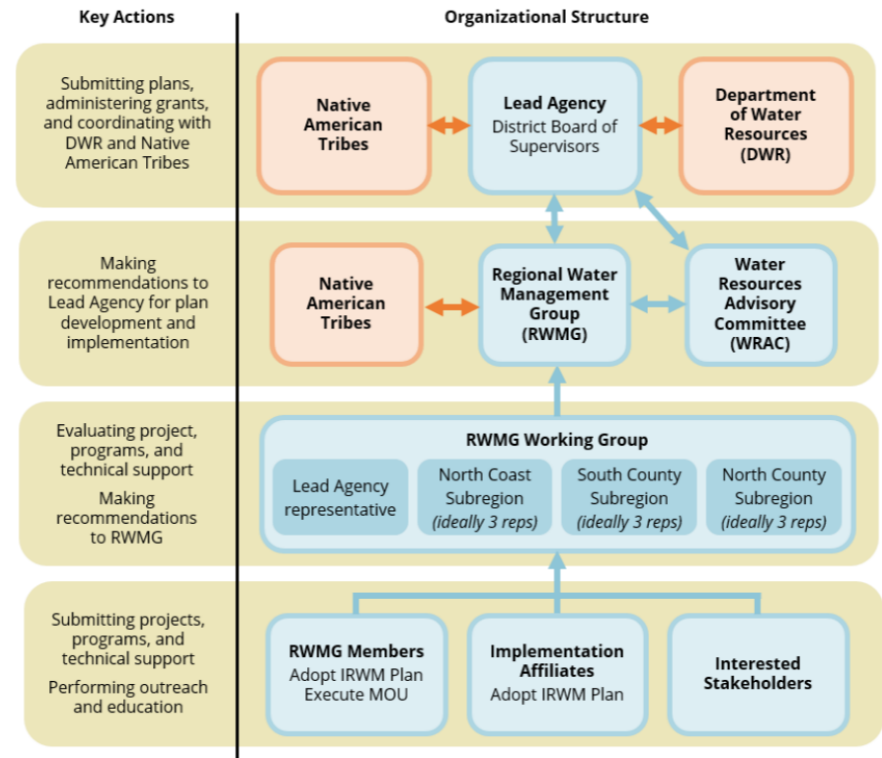 Key Actions
Organizational Structure
Submitting plans,
administering grants,
and coordinating with
DWR and Native
American Tribes
Native
American
Tribes
Lead Agency
District Board of
Supervisors
Department
of Water
Resources
(DWR)
Making
recommendations to
Lead Agency for plan
development and
implementation
Native
American
Tribes
Regional Water
Management
Group
(RWMG)
Water
Resources
Advisory
Committee
(WRAC)
Evaluating project,
programs, and
technical support
Making
recommendations
to RWMG
RWMG Working Group
Lead Agency
representative
North Coast
Subregion
(ideally 3 reps)
South County
Subregion
(ideally 3 reps)
North County
Subregion
(ideally 3 reps)
Submitting projects,
programs, and
technical support
Performing outreach
and education
RWMG Members
Adopt IRWM Plan
Execute MOU
Implementation
Affiliates
Adopt IRWM Plan
Interested
Stakeholders